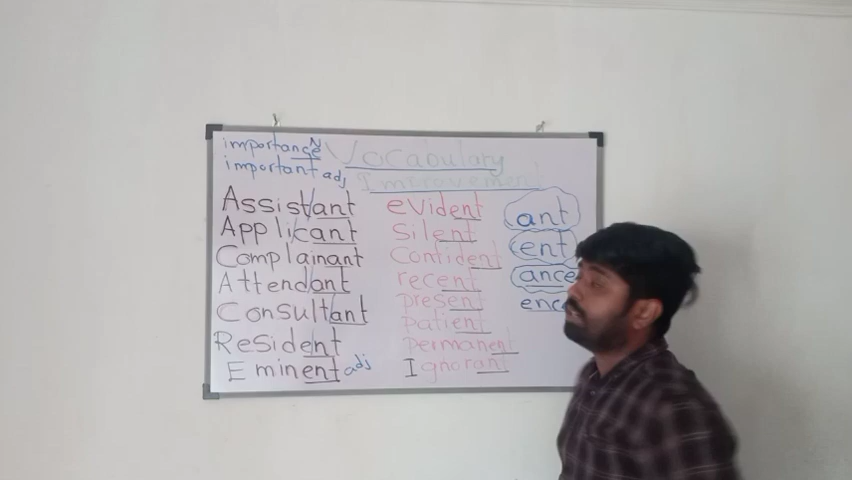 importance N
important adj
Vocabulary
Improvement
Assistant
Applicant
Complainant
Attendant
Consultant
Resident
Eminent adj
evident
silent
Confident
recent
present
patient
permanent
Ignorant
ant
ent
ance
enc